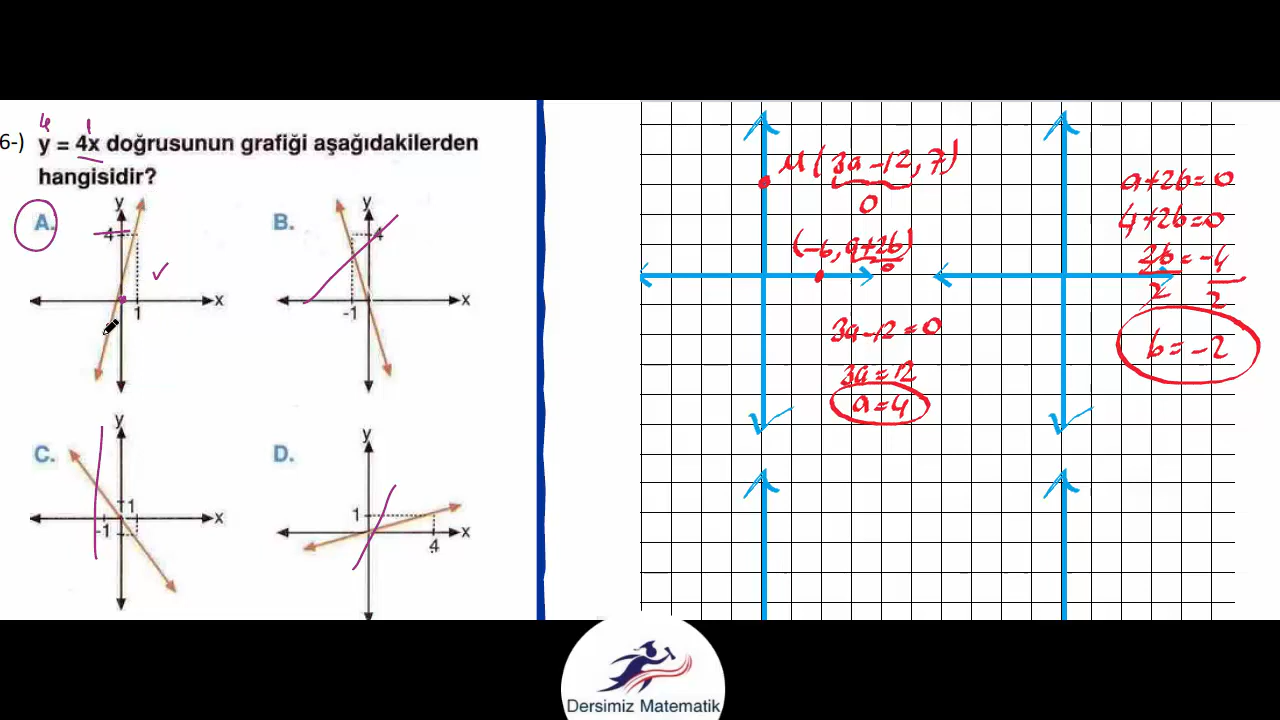 4 1
6-) y = 4x doğrusunun grafiği aşağıdakilerden
hangisidir?
A.
y
4
1
x
B.
y
4
-1
x
C.
y
1
-1
x
D.
y
1
4
x
M(3a-12, 7)
0
(-6, a+2b)
0
3a-12=0
3a=12
a=4
a+2b=0
4+2b=0
2b=-4
2 2
b=-2
Dersimiz Matematik